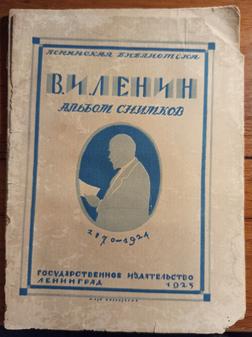 ЛЕНИНСКАЯ БИБЛИОТЕКА
В.И.ЛЕНИН
АЛЬБОМ СНИМКОВ
1870-1924
ГОСУДАРСТВЕННОЕ ИЗДАТЕЛЬСТВО
ЛЕНИНГРАД 1925